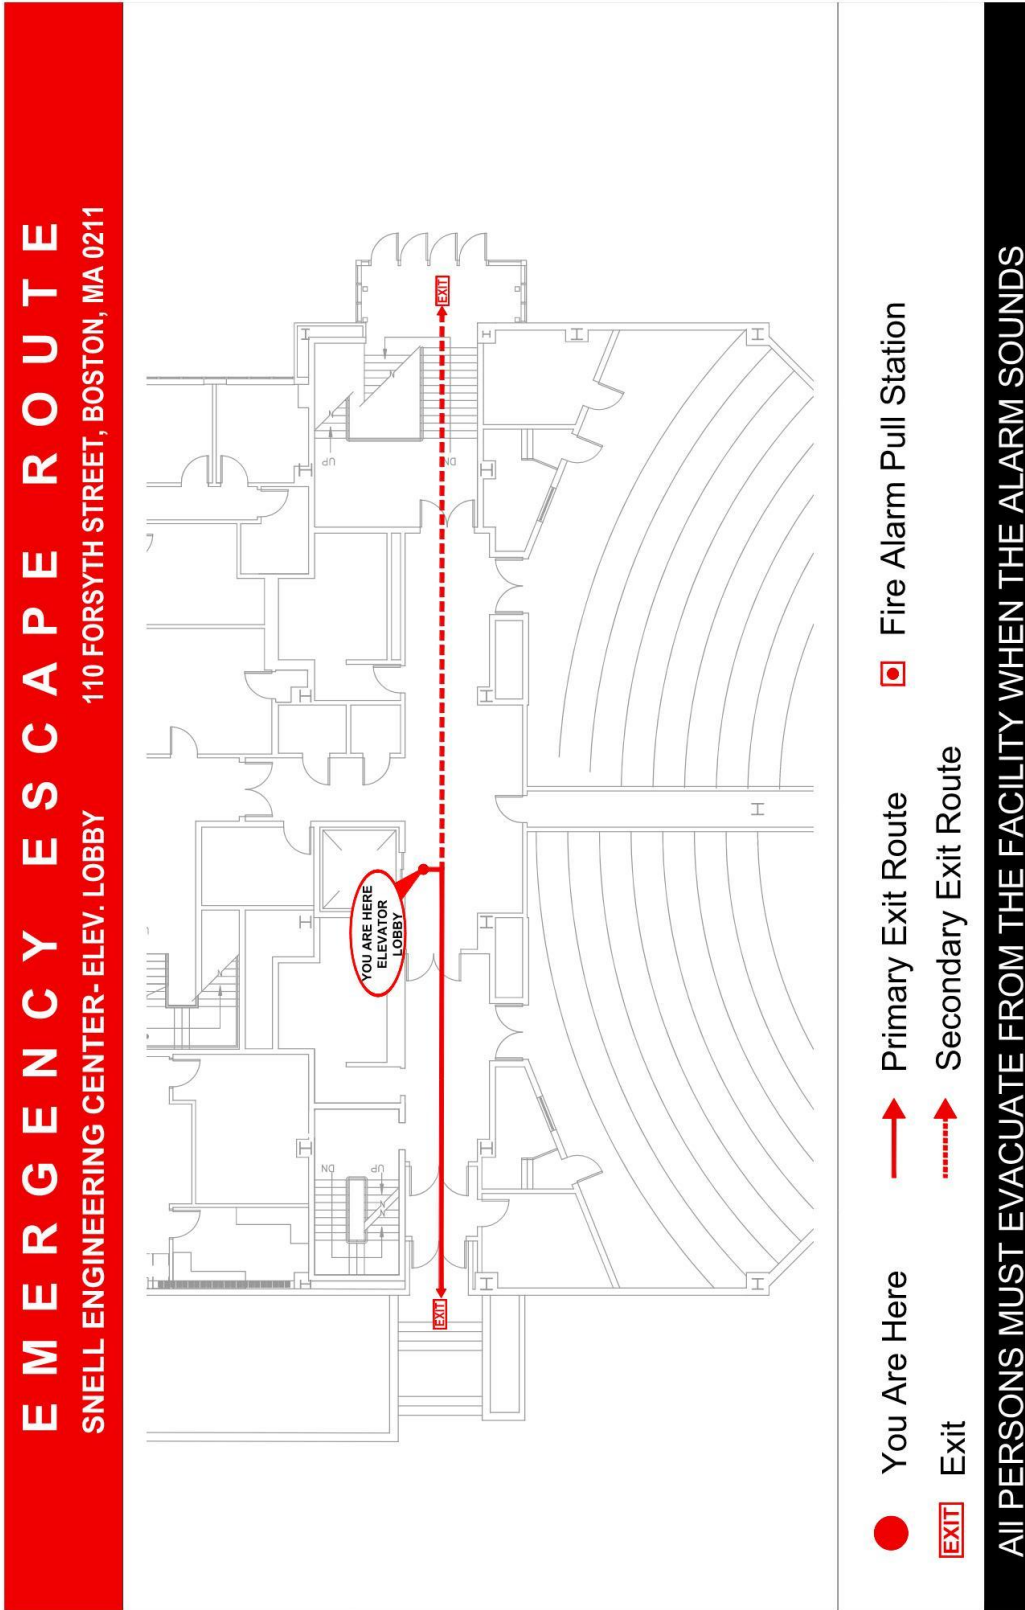 EMERGENCY ESCAPE ROUTE
SNELL ENGINEERING CENTER- ELEV. LOBBY 110 FORSYTH STREET, BOSTON, MA 0211
EXIT
YOU ARE HERE
ELEVATOR
LOBBY
EXIT
DN
UP
UP
DN
You Are Here
Primary Exit Route
Fire Alarm Pull Station
EXIT Exit
Secondary Exit Route
All PERSONS MUST EVACUATE FROM THE FACILITY WHEN THE ALARM SOUNDS